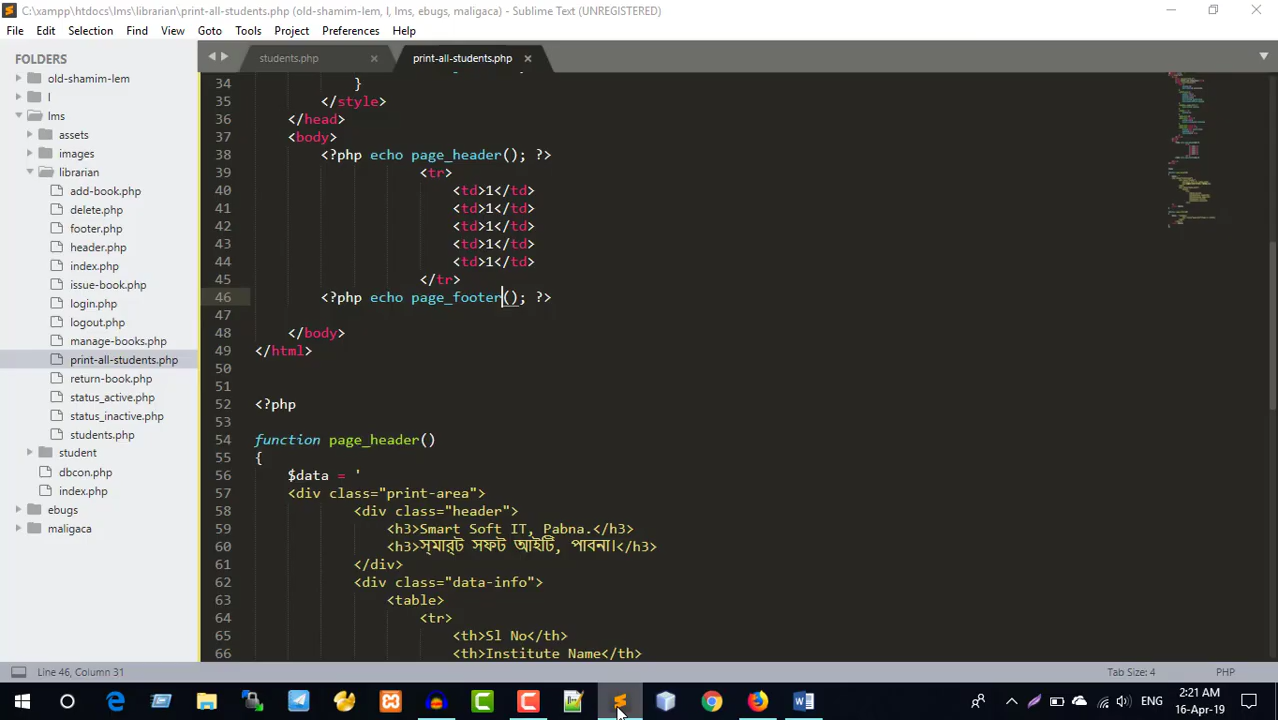 C:\xampp\htdocs\lms\librarian\print-all-students.php (old-shamim-lem, l, lms, ebugs, maligaca) - Sublime Text (UNREGISTERED)
File Edit Selection Find View Goto Tools Project Preferences Help
FOLDERS
old-shamim-lem
l
lms
assets
images
librarian
add-book.php
delete.php
footer.php
header.php
index.php
issue-book.php
login.php
logout.php
manage-books.php
print-all-students.php
return-book.php
status_active.php
status_inactive.php
students.php
student
dbcon.php
index.php
ebugs
maligaca
students.php
print-all-students.php
34 }
35 </style>
36 </head>
37 <body>
38 <?php echo page_header(); ?>
39 <tr>
40 <td>1</td>
41 <td>1</td>
42 <td>1</td>
43 <td>1</td>
44 <td>1</td>
45 </tr>
46 <?php echo page_footer(); ?>
47
48 </body>
49 </html>
50
51
52 <?php
53
54 function page_header()
55 {
56 $data = '
57 <div class="print-area">
58 <div class="header">
59 <h3>Smart Soft IT, Pabna.</h3>
60 <h3>স্মার্ট সফট আইটি, পাবনা।</h3>
61 </div>
62 <div class="data-info">
63 <table>
64 <tr>
65 <th>Sl No</th>
66 <th>Institute Name</th>
Line 46, Column 31
Tab Size: 4
PHP
ENG
2:21 AM
16-Apr-19